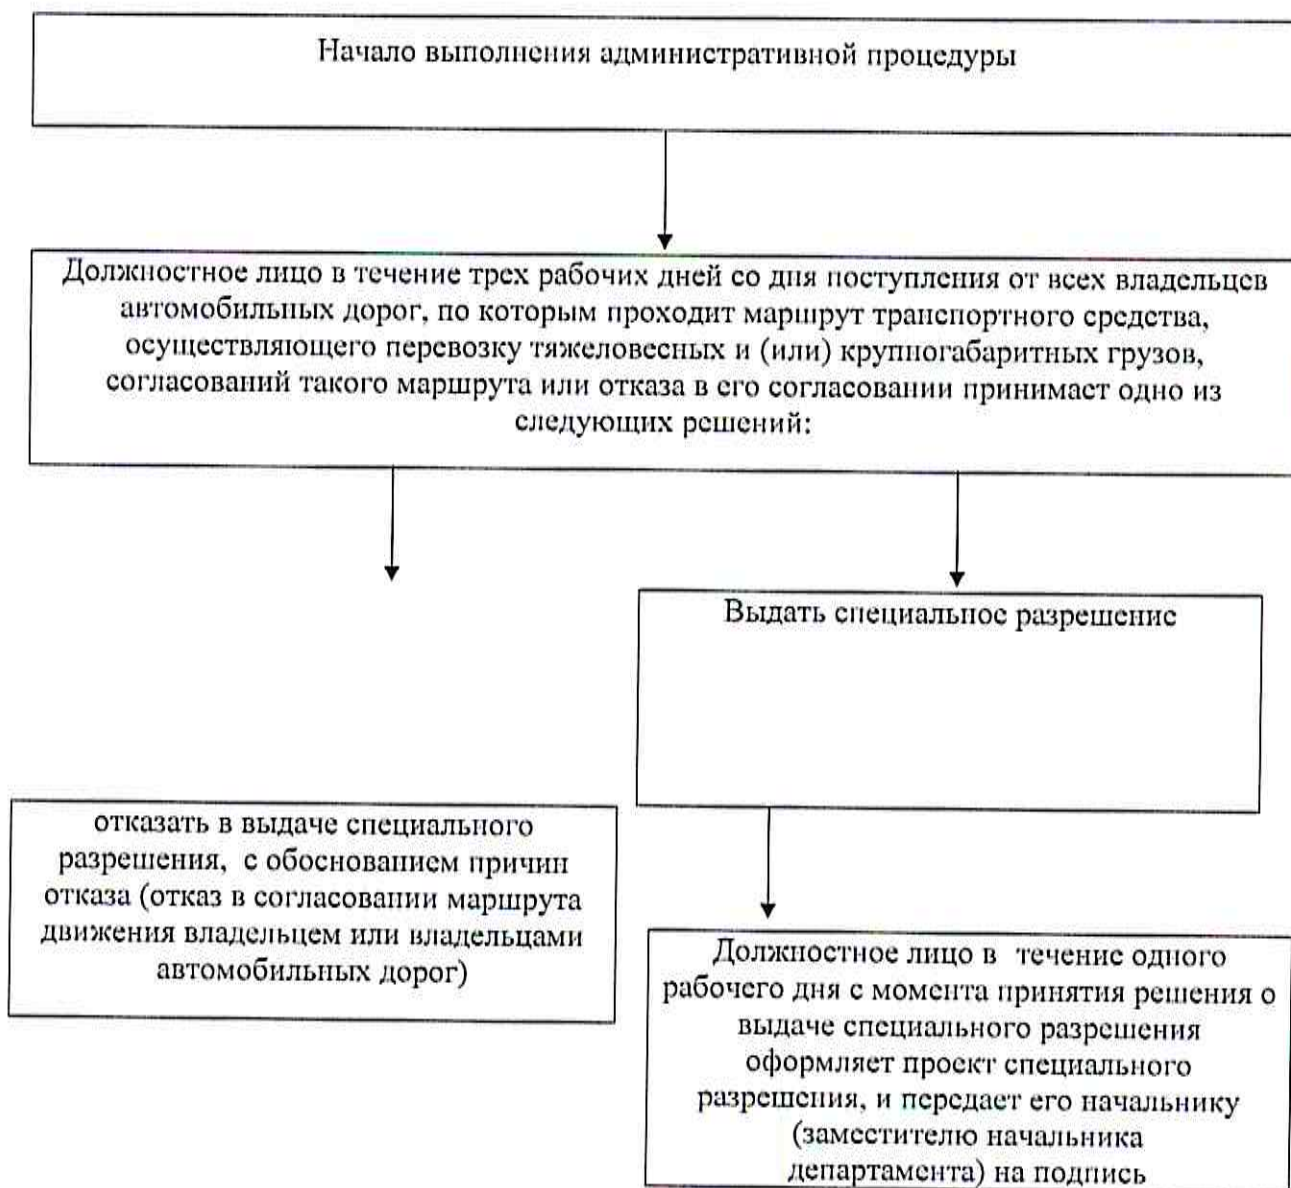 Начало выполнения административной процедуры
Должностное лицо в течение трех рабочих дней со дня поступления от всех владельцев
автомобильных дорог, по которым проходит маршрут транспортного средства,
осуществляющего перевозку тяжеловесных и (или) крупногабаритных грузов,
согласований такого маршрута или отказа в его согласовании принимает одно из
следующих решений:
Выдать специальное разрешение
отказать в выдаче специального
разрешения, с обоснованием причин
отказа (отказ в согласовании маршрута
движения владельцем или владельцами
автомобильных дорог)
Должностное лицо в течение одного
рабочего дня с момента принятия решения о
выдаче специального разрешения
оформляет проект специального
разрешения, и передает его начальнику
(заместителю начальника
департамента) на подпись